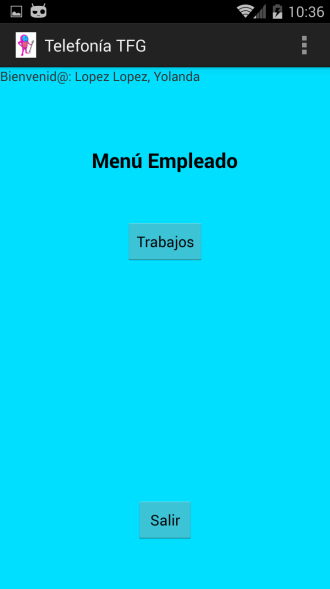 10:36
Telefonía TFG
Bienvenid@: Lopez Lopez, Yolanda
Menú Empleado
Trabajos
Salir